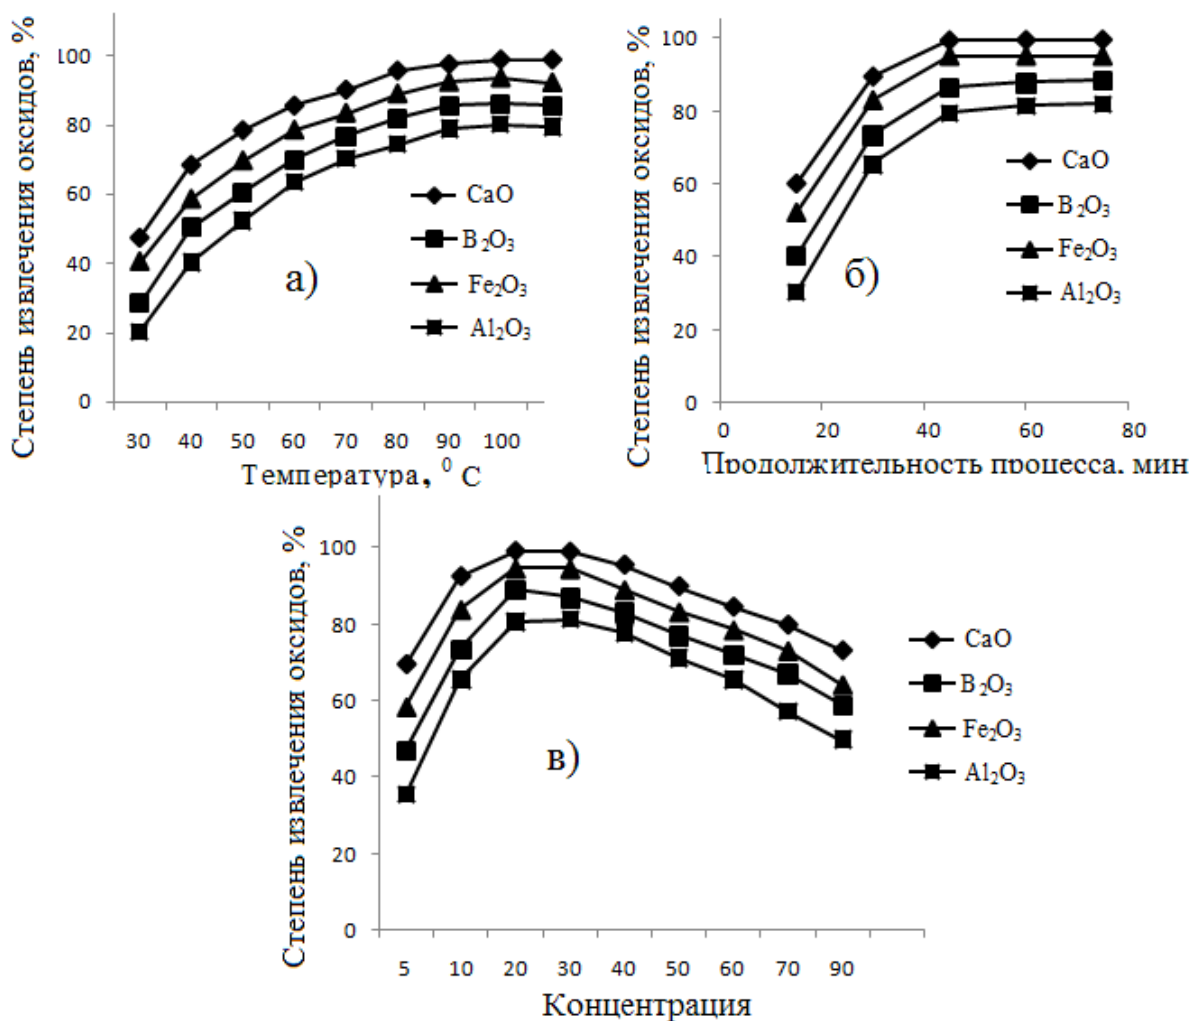 Степень извлечения оксидов, %
100
80
60
40
20
0
30 40 50 60 70 80 90 100
Температура, ⁰ С
а)
CaO
B₂O₃
Fe₂O₃
Al₂O₃
Степень извлечения оксидов, %
100
80
60
40
20
0
0 20 40 60 80
Продолжительность процесса, мин
б)
CaO
B₂O₃
Fe₂O₃
Al₂O₃
Степень извлечения оксидов, %
100
80
60
40
20
0
5 10 20 30 40 50 60 70 90
Концентрация
в)
CaO
B₂O₃
Fe₂O₃
Al₂O₃